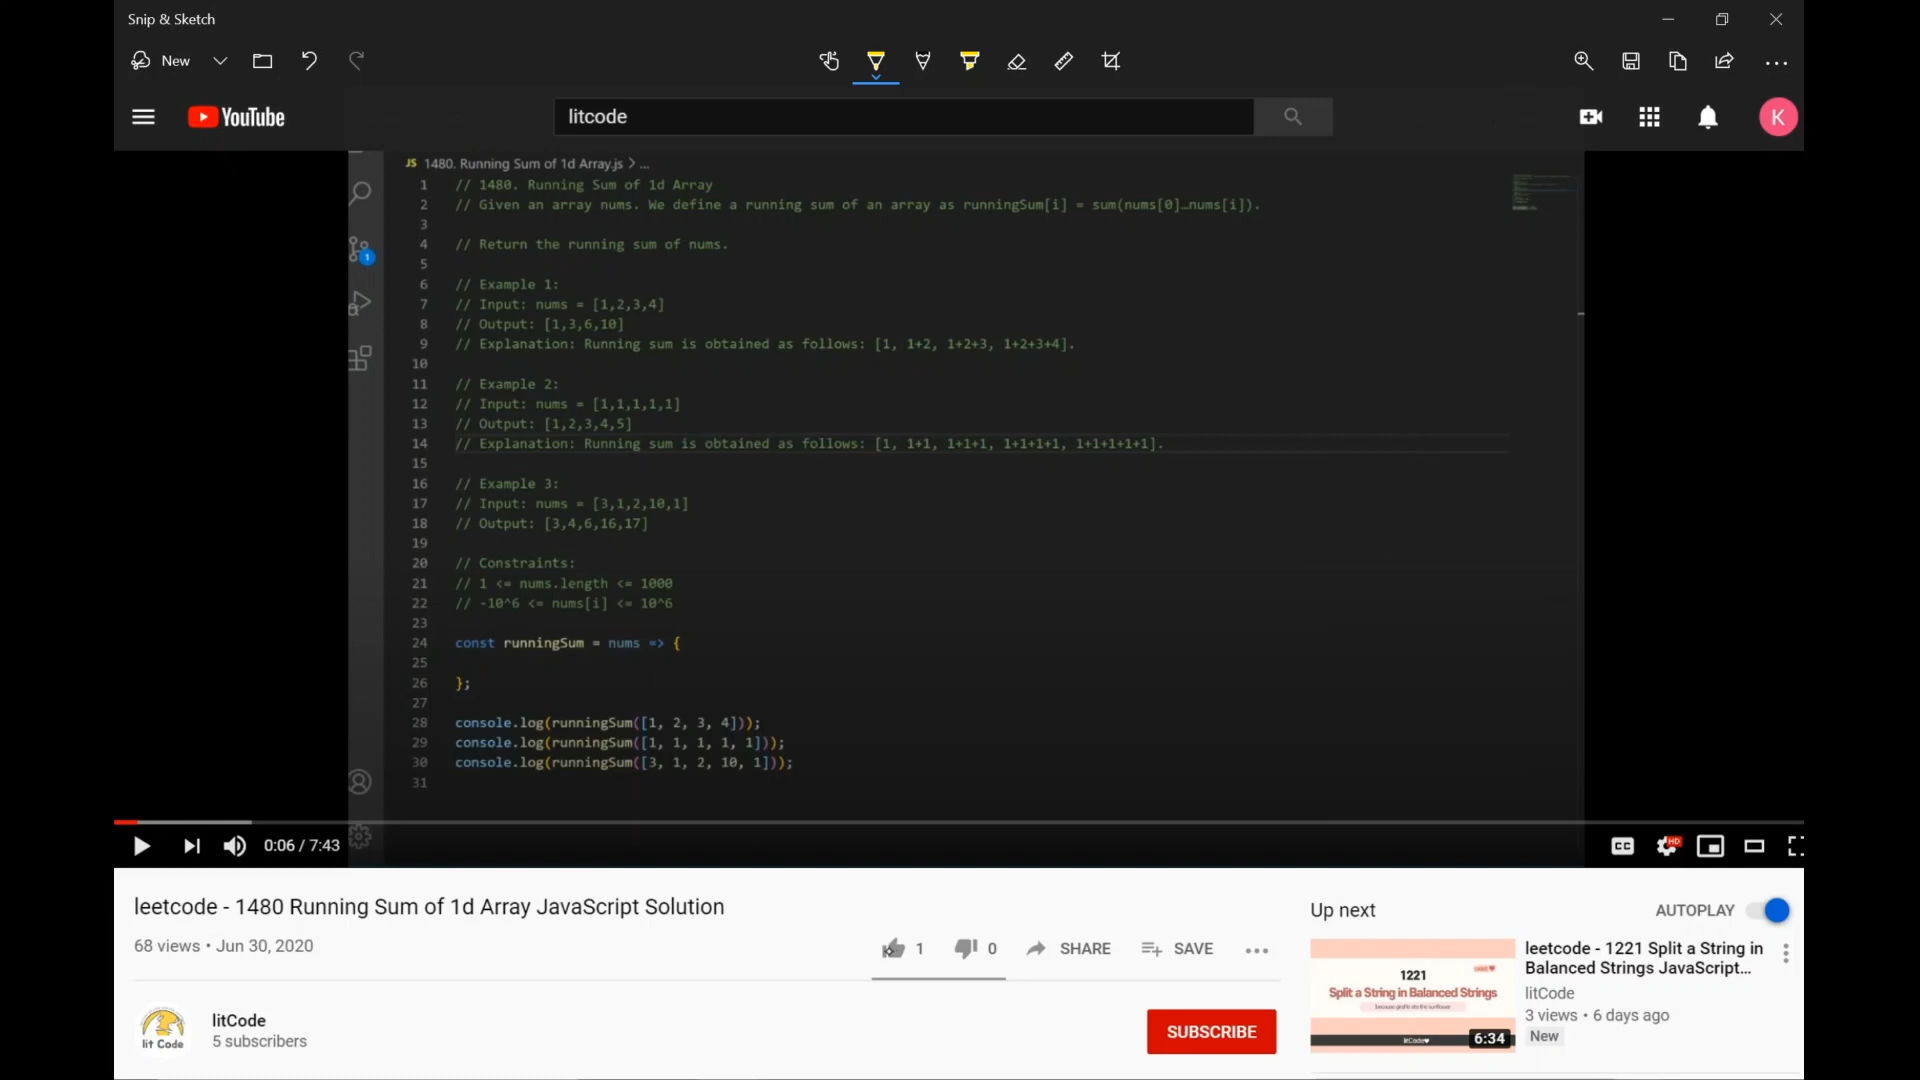 Snip & Sketch
New
YouTube
litcode
K
JS 1480. Running Sum of 1d Array.js > ...
1 // 1480. Running Sum of 1d Array
2 // Given an array nums. We define a running sum of an array as runningSum[i] = sum(nums[0]…nums[i]).
3
4 // Return the running sum of nums.
5
6 // Example 1:
7 // Input: nums = [1,2,3,4]
8 // Output: [1,3,6,10]
9 // Explanation: Running sum is obtained as follows: [1, 1+2, 1+2+3, 1+2+3+4].
10
11 // Example 2:
12 // Input: nums = [1,1,1,1,1]
13 // Output: [1,2,3,4,5]
14 // Explanation: Running sum is obtained as follows: [1, 1+1, 1+1+1, 1+1+1+1, 1+1+1+1+1].
15
16 // Example 3:
17 // Input: nums = [3,1,2,10,1]
18 // Output: [3,4,6,16,17]
19
20 // Constraints:
21 // 1 <= nums.length <= 1000
22 // -10^6 <= nums[i] <= 10^6
23
24 const runningSum = nums => {
25
26 };
27
28 console.log(runningSum([1, 2, 3, 4]));
29 console.log(runningSum([1, 1, 1, 1, 1]));
30 console.log(runningSum([3, 1, 2, 10, 1]));
31
1
0:06 / 7:43
CC
HD
leetcode - 1480 Running Sum of 1d Array JavaScript Solution
68 views • Jun 30, 2020
1 0 SHARE SAVE
lit Code
litCode
5 subscribers
SUBSCRIBE
Up next
AUTOPLAY
1221
Split a String in Balanced Strings
litCode
6:34
leetcode - 1221 Split a String in
Balanced Strings JavaScript...
litCode
3 views • 6 days ago
New